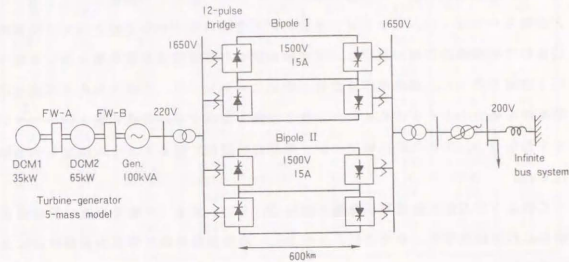 12-pulse
bridge
Bipole I
1650V
1650V
1500V
15A
FW-A
FW-B
220V
200V
Bipole II
1500V
15A
DCM1
35kW
DCM2
65kW
Gen.
100kVA
Infinite
bus system
Turbine-generator
5-mass model
600km